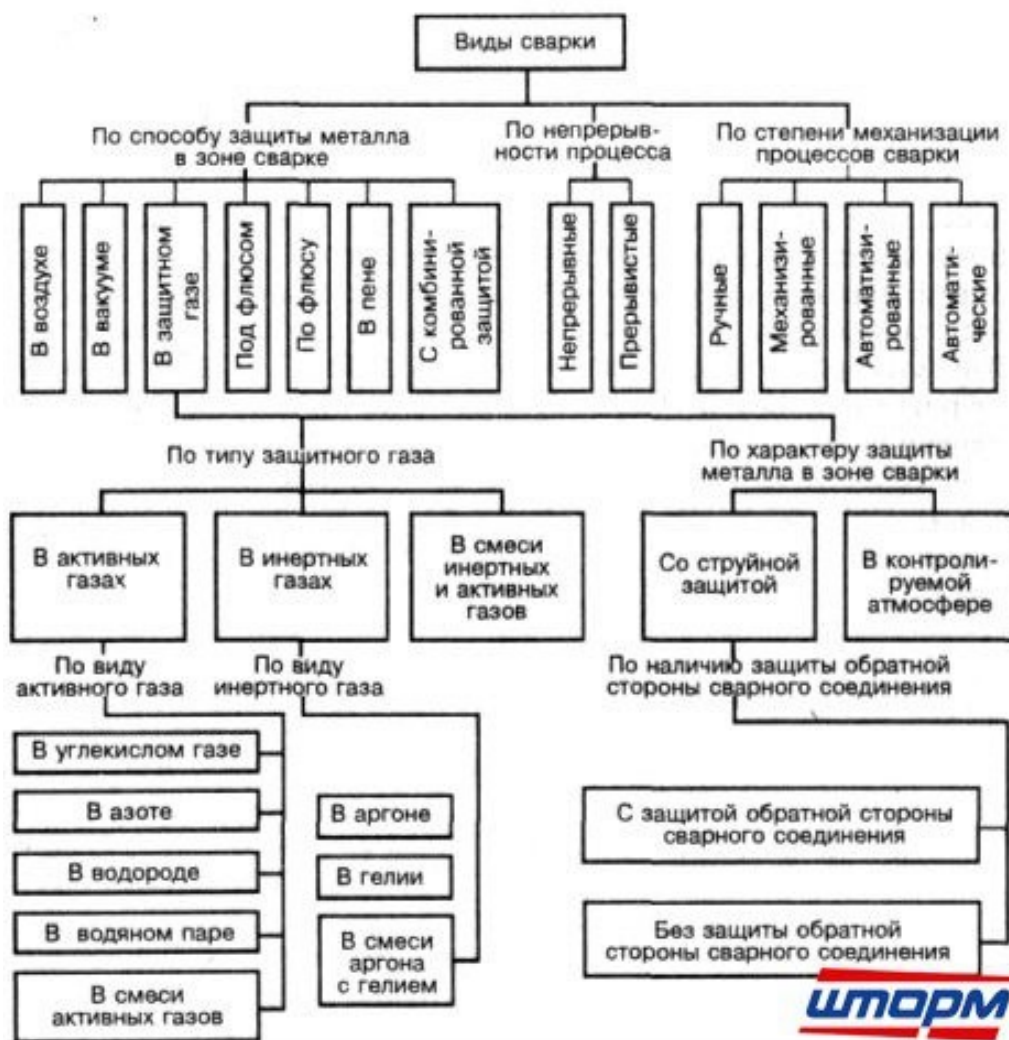 Виды сварки
По способу защиты металла
в зоне сварке
По непрерыв-
ности процесса
По степени механизации
процессов сварки
В воздухе
В вакууме
В защитном
газе
Под флюсом
По флюсу
В пене
С комбини-
рованной
защитой
Непрерывные
Прерывистые
Ручные
Механизи-
рованные
Автоматизи-
рованные
Автомати-
ческие
По типу защитного газа
По характеру защиты
металла в зоне сварки
В активных
газах
В инертных
газах
В смеси
инертных
и активных
газов
Со струйной
защитой
В контроли-
руемой
атмосфере
По виду
активного газа
По виду
инертного газа
По наличию защиты обратной
стороны сварного соединения
В углекислом газе
В азоте
В водороде
В водяном паре
В смеси
активных газов
В аргоне
В гелии
В смеси
аргона
с гелием
С защитой обратной стороны
сварного соединения
Без защиты обратной
стороны сварного соединения
шторм